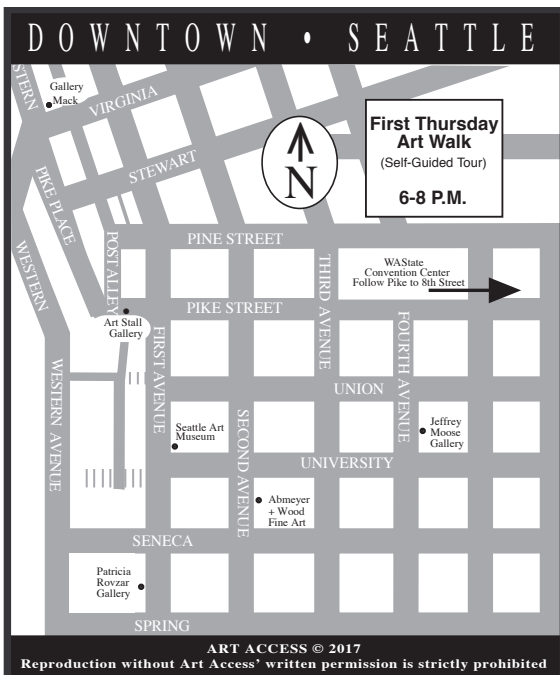 DOWNTOWN • SEATTLE
STERN
Gallery
Mack
VIRGINIA
First Thursday
Art Walk
(Self-Guided Tour)
6-8 P.M.
N
STEWART
PIKE PLACE
POST ALLEY
WESTERN
PINE STREET
THIRD AVENUE
WAState
Convention Center
Follow Pike to 8th Street
PIKE STREET
Art Stall
Gallery
FIRST AVENUE
FOURTH AVENUE
WESTERN AVENUE
UNION
SECOND AVENUE
Seattle Art
Museum
Jeffrey
Moose
Gallery
UNIVERSITY
Abmeyer
+ Wood
Fine Art
SENECA
Patricia
Rovzar
Gallery
SPRING
ART ACCESS © 2017
Reproduction without Art Access' written permission is strictly prohibited